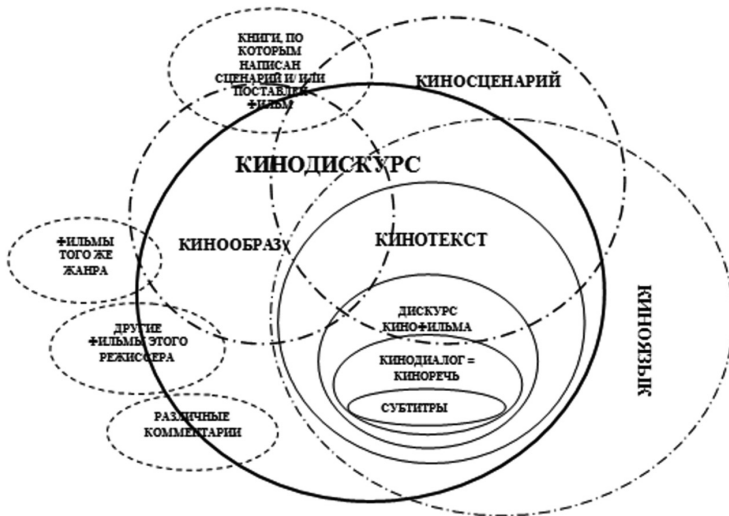 КНИГИ, ПО
КОТОРЫМ
НАПИСАН
СЦЕНАРИЙ И/ ИЛИ
ПОСТАВЛЕН
ФИЛЬМ
КИНОСЦЕНАРИЙ
КИНОДИСКУРС
КИНООБРАЗ
КИНОТЕКСТ
ФИЛЬМЫ
ТОГО ЖЕ
ЖАНРА
ДРУГИЕ
ФИЛЬМЫ ЭТОГО
РЕЖИССЕРА
РАЗЛИЧНЫЕ
КОММЕНТАРИИ
ДИСКУРС
КИНОФИЛЬМА
КИНОДИАЛОГ =
КИНОРЕЧЬ
СУБТИТРЫ
КИНОЯЗЫК